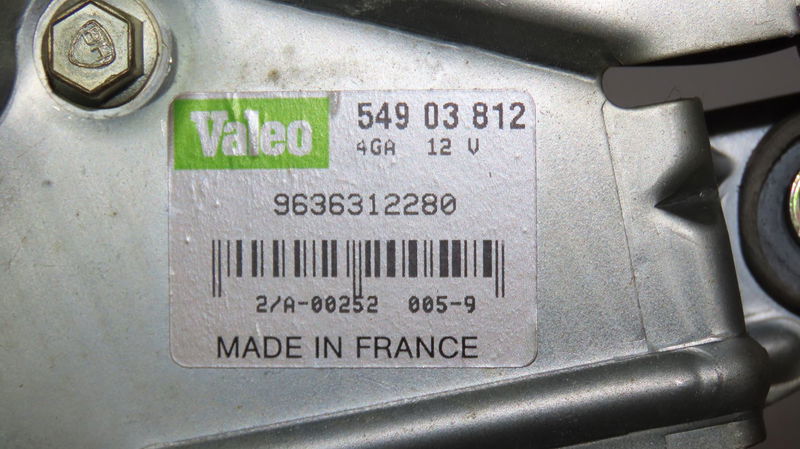 Valeo
549 03 812
4GA 12 V
9636312280
2/A-00252 005-9
MADE IN FRANCE